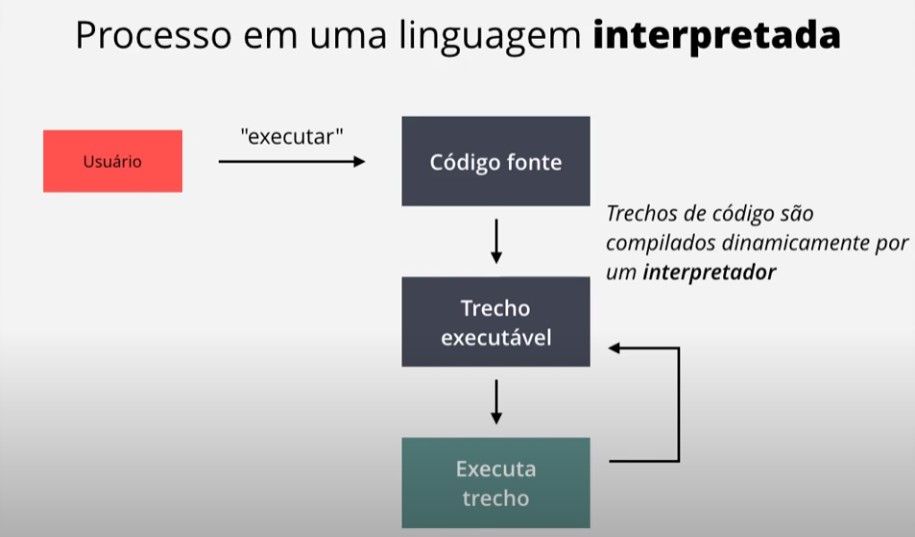 Processo em uma linguagem interpretada
Usuário
"executar"
Código fonte
Trechos de código são
compilados dinamicamente por
um interpretador
Trecho
executável
Executa
trecho